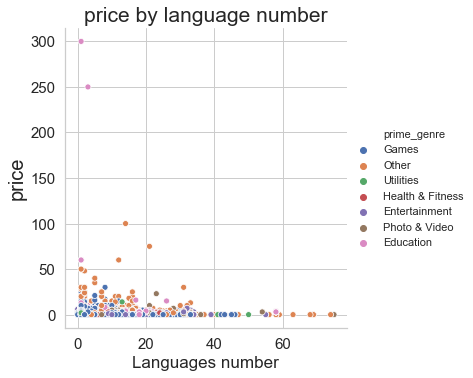 price by language number
300
250
200
150
100
50
0
price
0
20
40
60
Languages number
prime_genre
Games
Other
Utilities
Health & Fitness
Entertainment
Photo & Video
Education